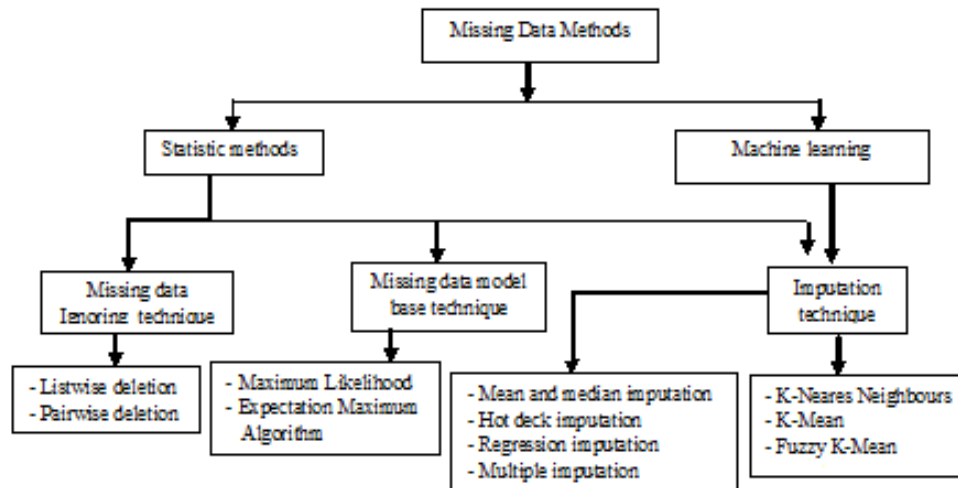 Missing Data Methods
Statistic methods
Machine learning
Missing data
Ignoring technique
Missing data model
base technique
Imputation
technique
- Listwise deletion
- Pairwise deletion
- Maximum Likelihood
- Expectation Maximum
Algorithm
- Mean and median imputation
- Hot deck imputation
- Regression imputation
- Multiple imputation
- K-Neares Neighbours
- K-Mean
- Fuzzy K-Mean